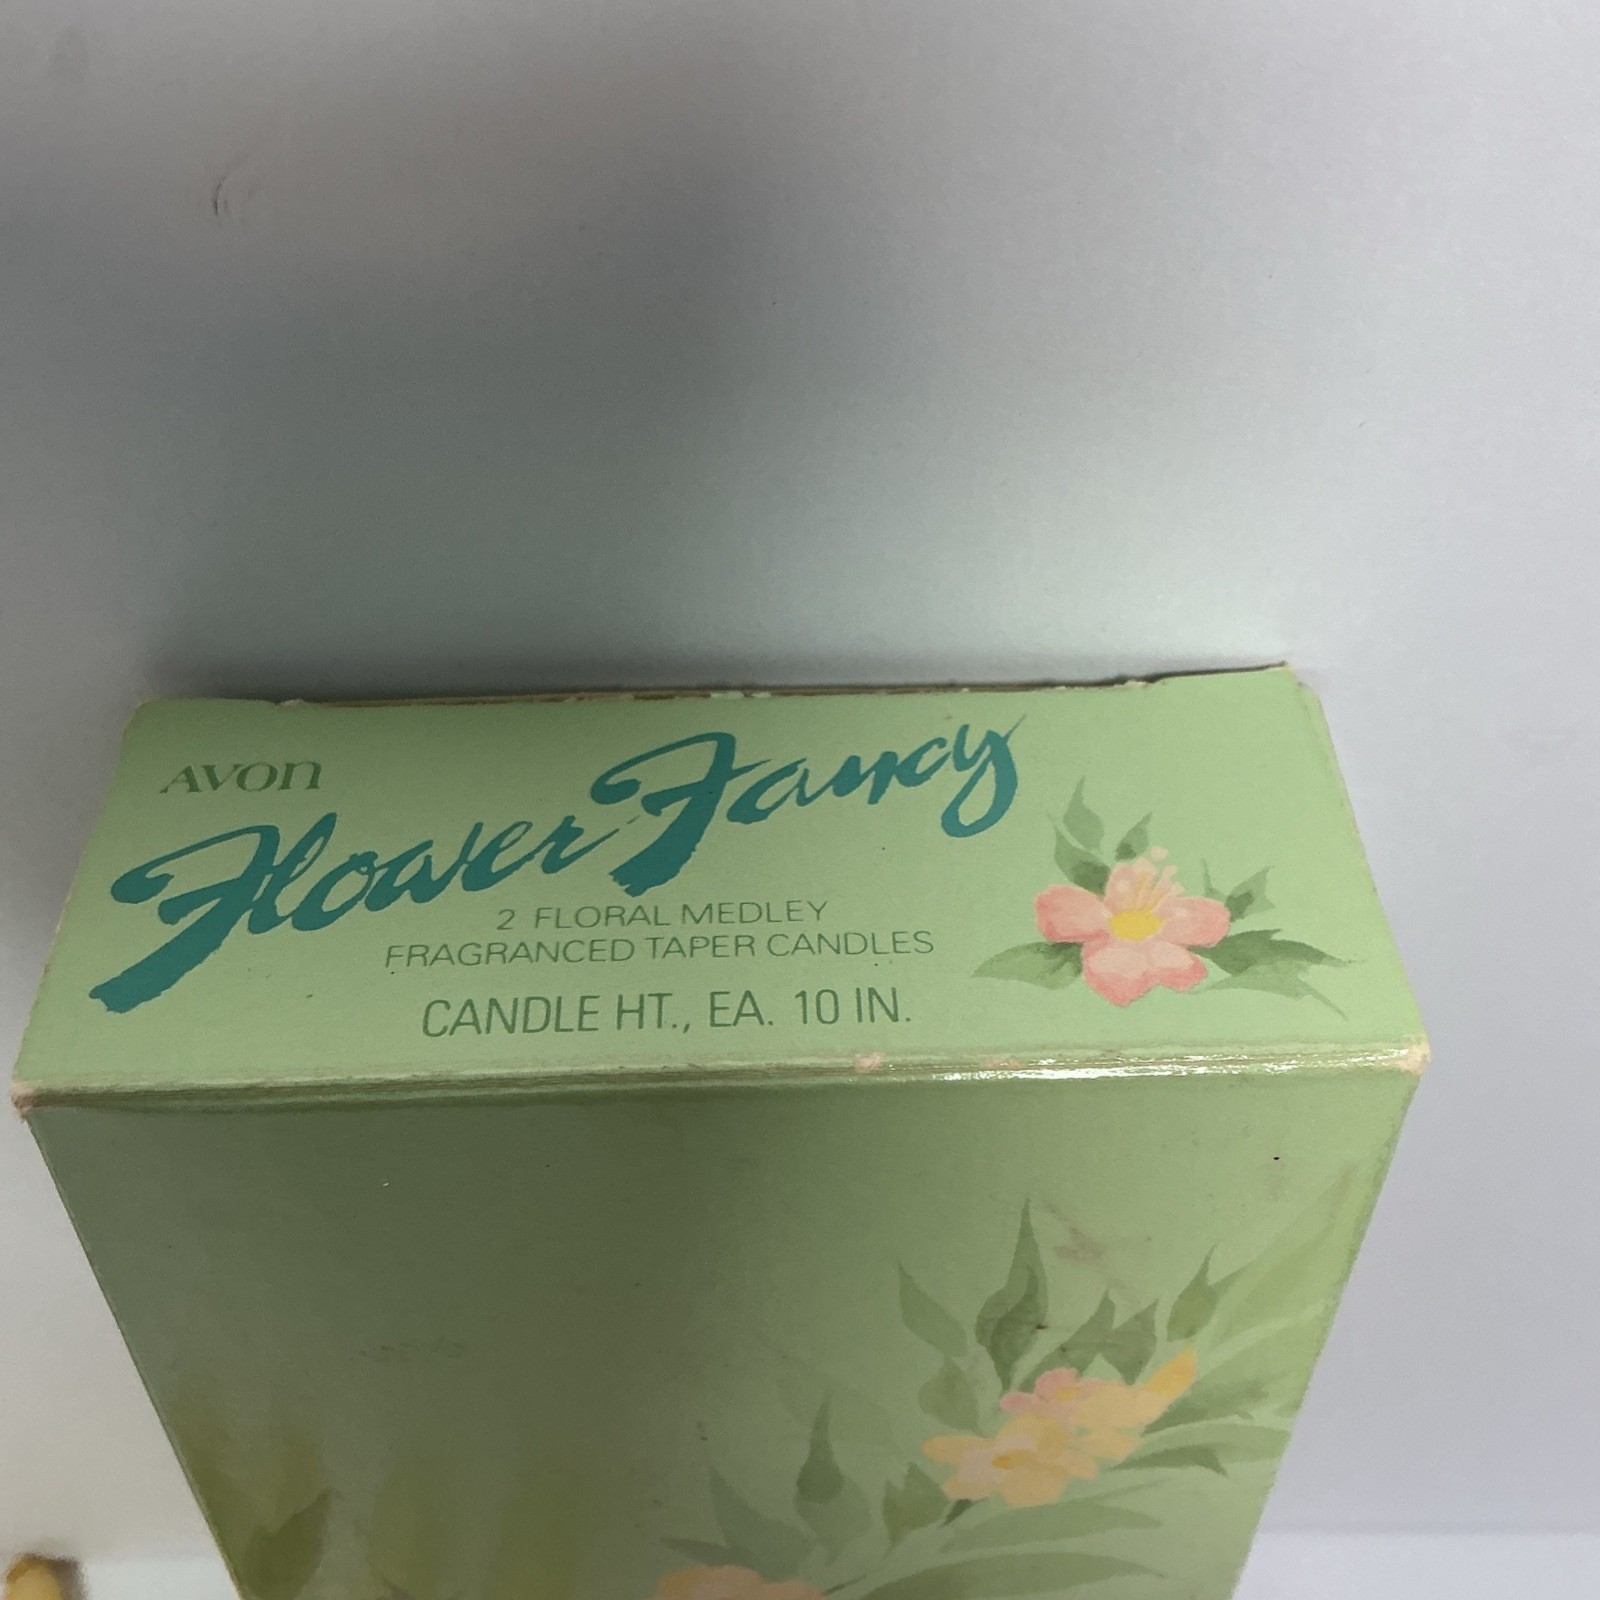 AVON
Flower Fancy
2 FLORAL MEDLEY
FRAGRANCED TAPER CANDLES
CANDLE HT., EA. 10 IN.